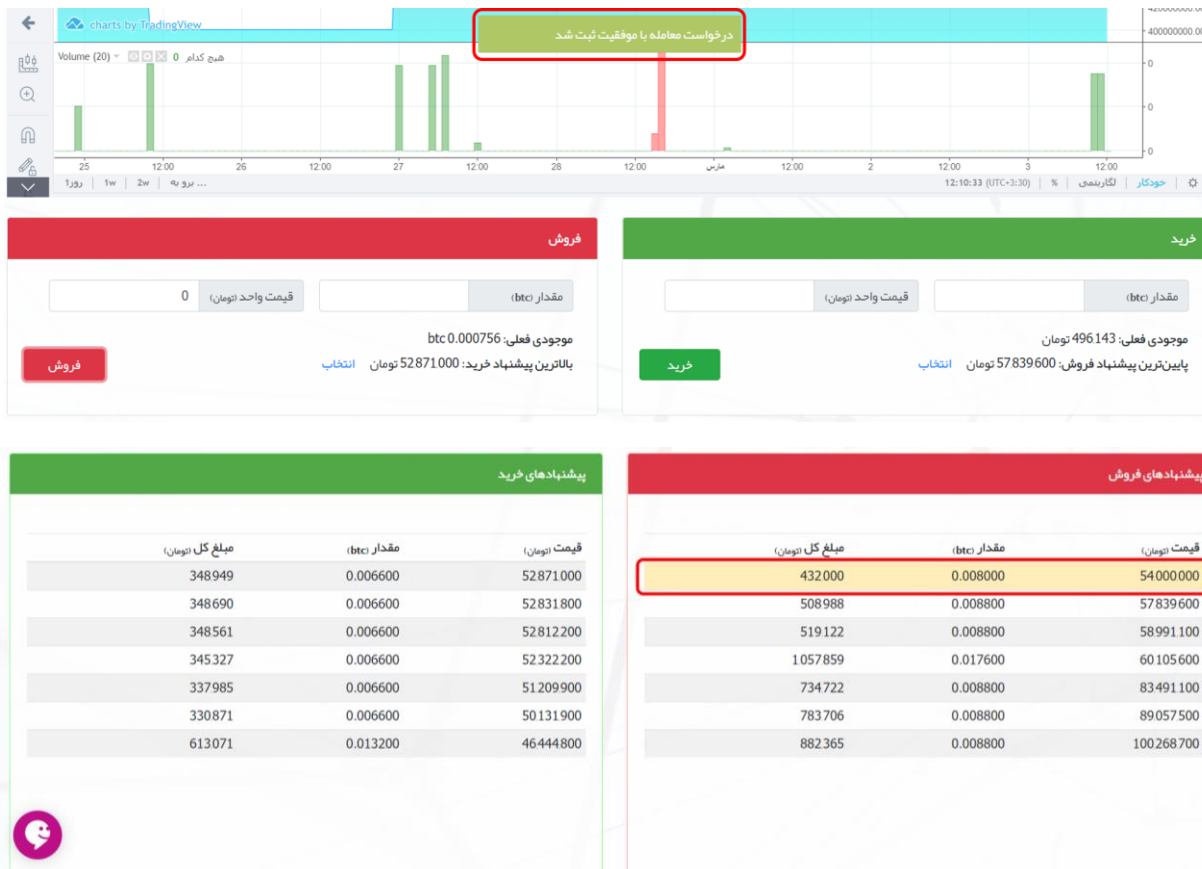 charts by TradingView
درخواست معامله با موفقیت ثبت شد
400000000.00
Volume (20) 0 هیچ کدام
0
0
0
25 12:00 26 12:00 27 12:00 28 12:00 مارس 12:00 2 12:00 3 12:00
1روز 1w 2w برو به ...
12:10:33 (UTC+3:30) % لگاریتمی خودکار
خرید
مقدار (btc) قیمت واحد (تومان)
موجودی فعلی: 496143 تومان
پایین‌ترین پیشنهاد فروش: 57839600 تومان انتخاب
خرید
فروش
مقدار (btc) قیمت واحد (تومان) 0
موجودی فعلی: 0.000756 btc
بالاترین پیشنهاد خرید: 52871000 تومان انتخاب
فروش
پیشنهادهای فروش
قیمت (تومان) مقدار (btc) مبلغ کل (تومان)
54000000 0.008000 432000
57839600 0.008800 508988
58991100 0.008800 519122
60105600 0.017600 1057859
83491100 0.008800 734722
89057500 0.008800 783706
100268700 0.008800 882365
پیشنهادهای خرید
قیمت (تومان) مقدار (btc) مبلغ کل (تومان)
52871000 0.006600 348949
52831800 0.006600 348690
52812200 0.006600 348561
52322200 0.006600 345327
51209900 0.006600 337985
50131900 0.006600 330871
46444800 0.013200 613071